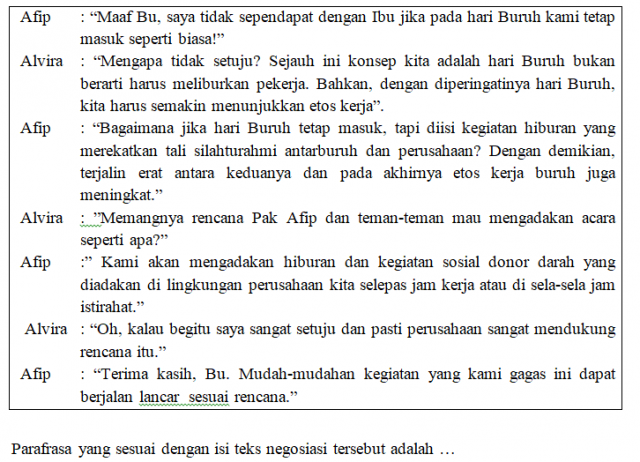 Afip : “Maaf Bu, saya tidak sependapat dengan Ibu jika pada hari Buruh kami tetap
masuk seperti biasa!”
Alvira : “Mengapa tidak setuju? Sejauh ini konsep kita adalah hari Buruh bukan
berarti harus meliburkan pekerja. Bahkan, dengan diperingatinya hari Buruh,
kita harus semakin menunjukkan etos kerja”.
Afip : “Bagaimana jika hari Buruh tetap masuk, tapi diisi kegiatan hiburan yang
merekatkan tali silahturahmi antarburuh dan perusahaan? Dengan demikian,
terjalin erat antara keduanya dan pada akhirnya etos kerja buruh juga
meningkat.”
Alvira : ”Memangnya rencana Pak Afip dan teman-teman mau mengadakan acara
seperti apa?”
Afip :” Kami akan mengadakan hiburan dan kegiatan sosial donor darah yang
diadakan di lingkungan perusahaan kita selepas jam kerja atau di sela-sela jam
istirahat.”
Alvira : “Oh, kalau begitu saya sangat setuju dan pasti perusahaan sangat mendukung
rencana itu.”
Afip : “Terima kasih, Bu. Mudah-mudahan kegiatan yang kami gagas ini dapat
berjalan lancar sesuai rencana.”
Parafrasa yang sesuai dengan isi teks negosiasi tersebut adalah …